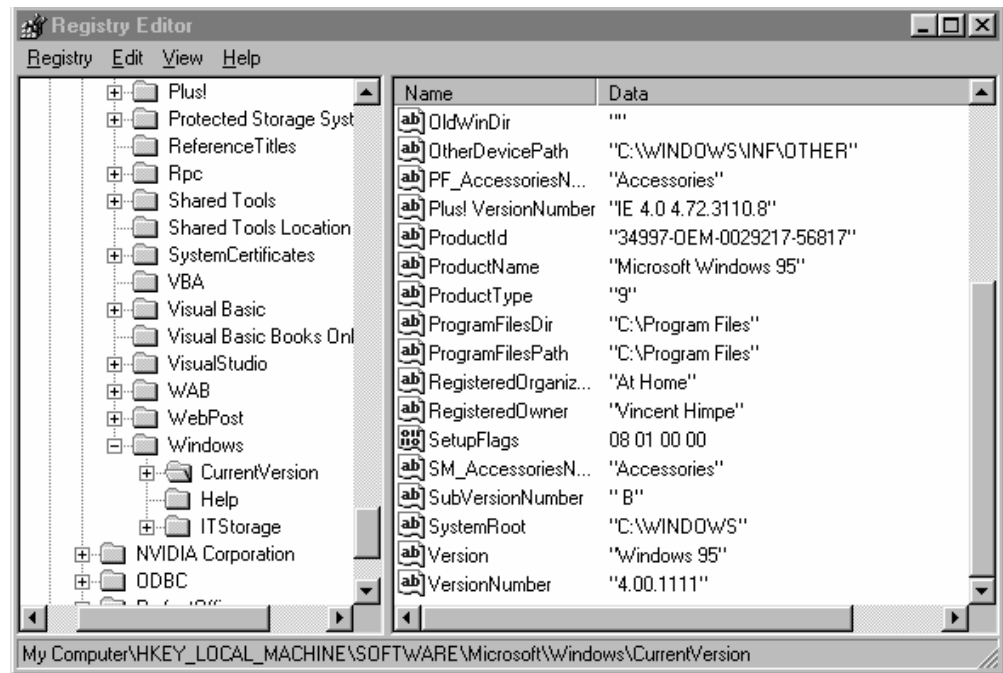 Registry Editor
Registry Edit View Help
Plus!
Protected Storage Syst
ReferenceTitles
Rpc
Shared Tools
Shared Tools Location
SystemCertificates
VBA
Visual Basic
Visual Basic Books Onl
VisualStudio
WAB
WebPost
Windows
CurrentVersion
Help
ITStorage
NVIDIA Corporation
ODBC
Name Data
OldWinDir ""
OtherDevicePath "C:\WINDOWS\INF\OTHER"
PF_AccessoriesN... "Accessories"
Plus! VersionNumber "IE 4.0 4.72.3110.8"
ProductId "34997-OEM-0029217-56817"
ProductName "Microsoft Windows 95"
ProductType "9"
ProgramFilesDir "C:\Program Files"
ProgramFilesPath "C:\Program Files"
RegisteredOrganiz... "At Home"
RegisteredOwner "Vincent Himpe"
SetupFlags 08 01 00 00
SM_AccessoriesN... "Accessories"
SubVersionNumber " B"
SystemRoot "C:\WINDOWS"
Version "Windows 95"
VersionNumber "4.00.1111"
My Computer\HKEY_LOCAL_MACHINE\SOFTWARE\Microsoft\Windows\CurrentVersion